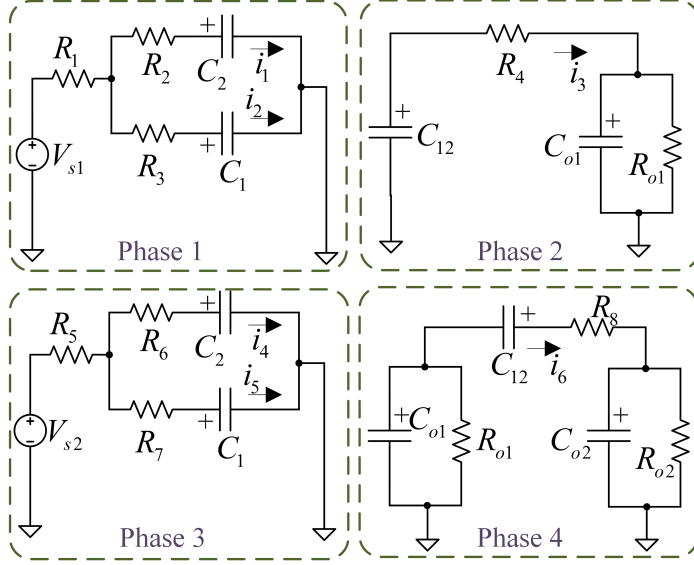 R1
R2
C2
+
i1
i2
+
Vs1
R3
C1
Phase 1
R4
i3
+
C12
+
Co1
Ro1
Phase 2
R5
R6
C2
+
i4
i5
+
Vs2
R7
C1
Phase 3
C12
+
R8
i6
+
Co1
Ro1
+
Co2
Ro2
Phase 4